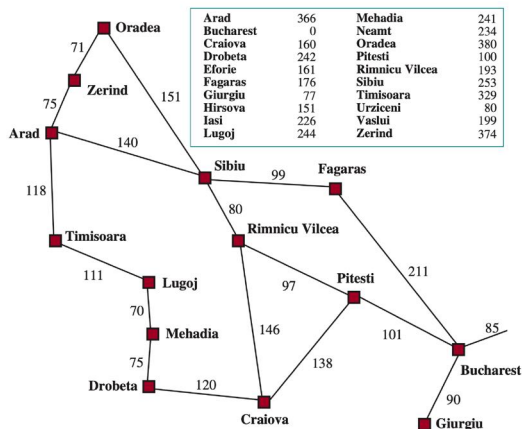 Arad 366 Mehadia 241
Bucharest 0 Neamt 234
Craiova 160 Oradea 380
Drobeta 242 Pitesti 100
Eforie 161 Rimnicu Vilcea 193
Fagaras 176 Sibiu 253
Giurgiu 77 Timisoara 329
Hirsova 151 Urziceni 80
Iasi 226 Vaslui 199
Lugoj 244 Zerind 374
Oradea
71
Zerind
75
151
Arad
140
Sibiu
99
Fagaras
118
80
Rimnicu Vilcea
Timisoara
111
Lugoj
97
Pitesti
211
70
Mehadia
146
101
85
75
138
Bucharest
Drobeta
120
90
Craiova
Giurgiu